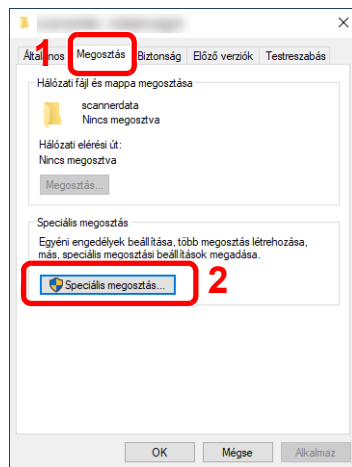 1
Általános Megosztás Biztonság Előző verziók Testreszabás
Hálózati fájl és mappa megosztása
scannerdata
Nincs megosztva
Hálózati elérési út:
Nincs megosztva
Megosztás...
Speciális megosztás
Egyéni engedélyek beállítása, több megosztás létrehozása,
más, speciális megosztási beállítások megadása.
Speciális megosztás... 2
OK Mégse Alkalmaz